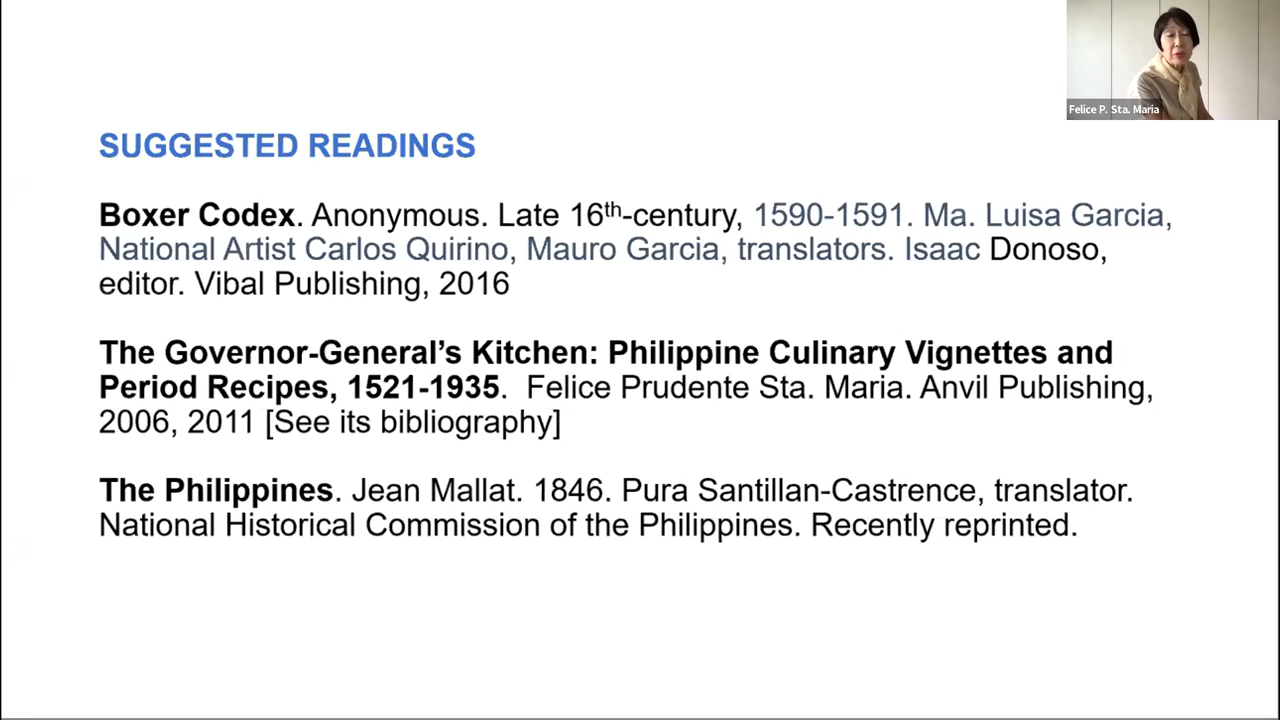 Felice P. Sta. Maria
SUGGESTED READINGS
Boxer Codex. Anonymous. Late 16th-century, 1590-1591. Ma. Luisa Garcia,
National Artist Carlos Quirino, Mauro Garcia, translators. Isaac Donoso,
editor. Vibal Publishing, 2016
The Governor-General’s Kitchen: Philippine Culinary Vignettes and
Period Recipes, 1521-1935.  Felice Prudente Sta. Maria. Anvil Publishing,
2006, 2011 [See its bibliography]
The Philippines. Jean Mallat. 1846. Pura Santillan-Castrence, translator.
National Historical Commission of the Philippines. Recently reprinted.